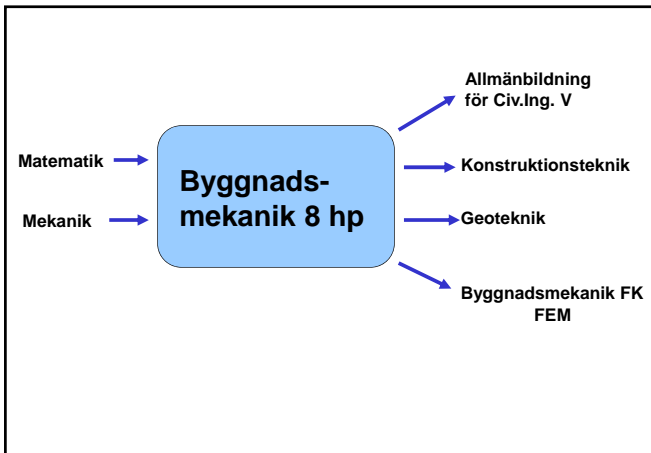 Matematik
Mekanik
Byggnads-
mekanik 8 hp
Allmänbildning
för Civ.Ing. V
Konstruktionsteknik
Geoteknik
Byggnadsmekanik FK
FEM